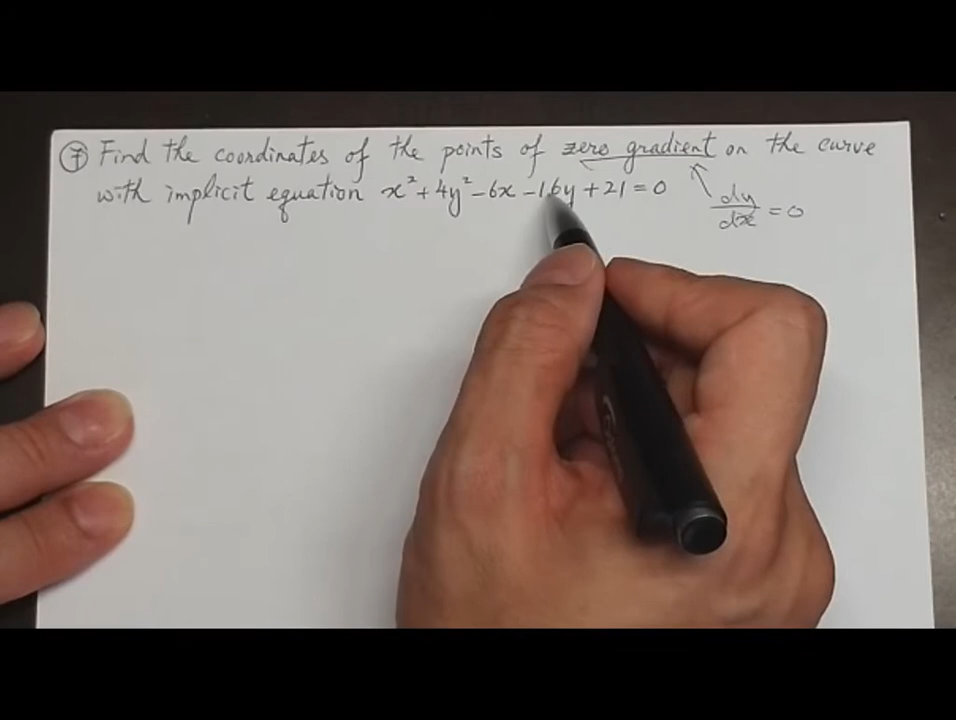 ⑦ Find the coordinates of the points of zero gradient on the curve
with implicit equation x² + 4y² - 6x - 16y + 21 = 0
dy/dx = 0